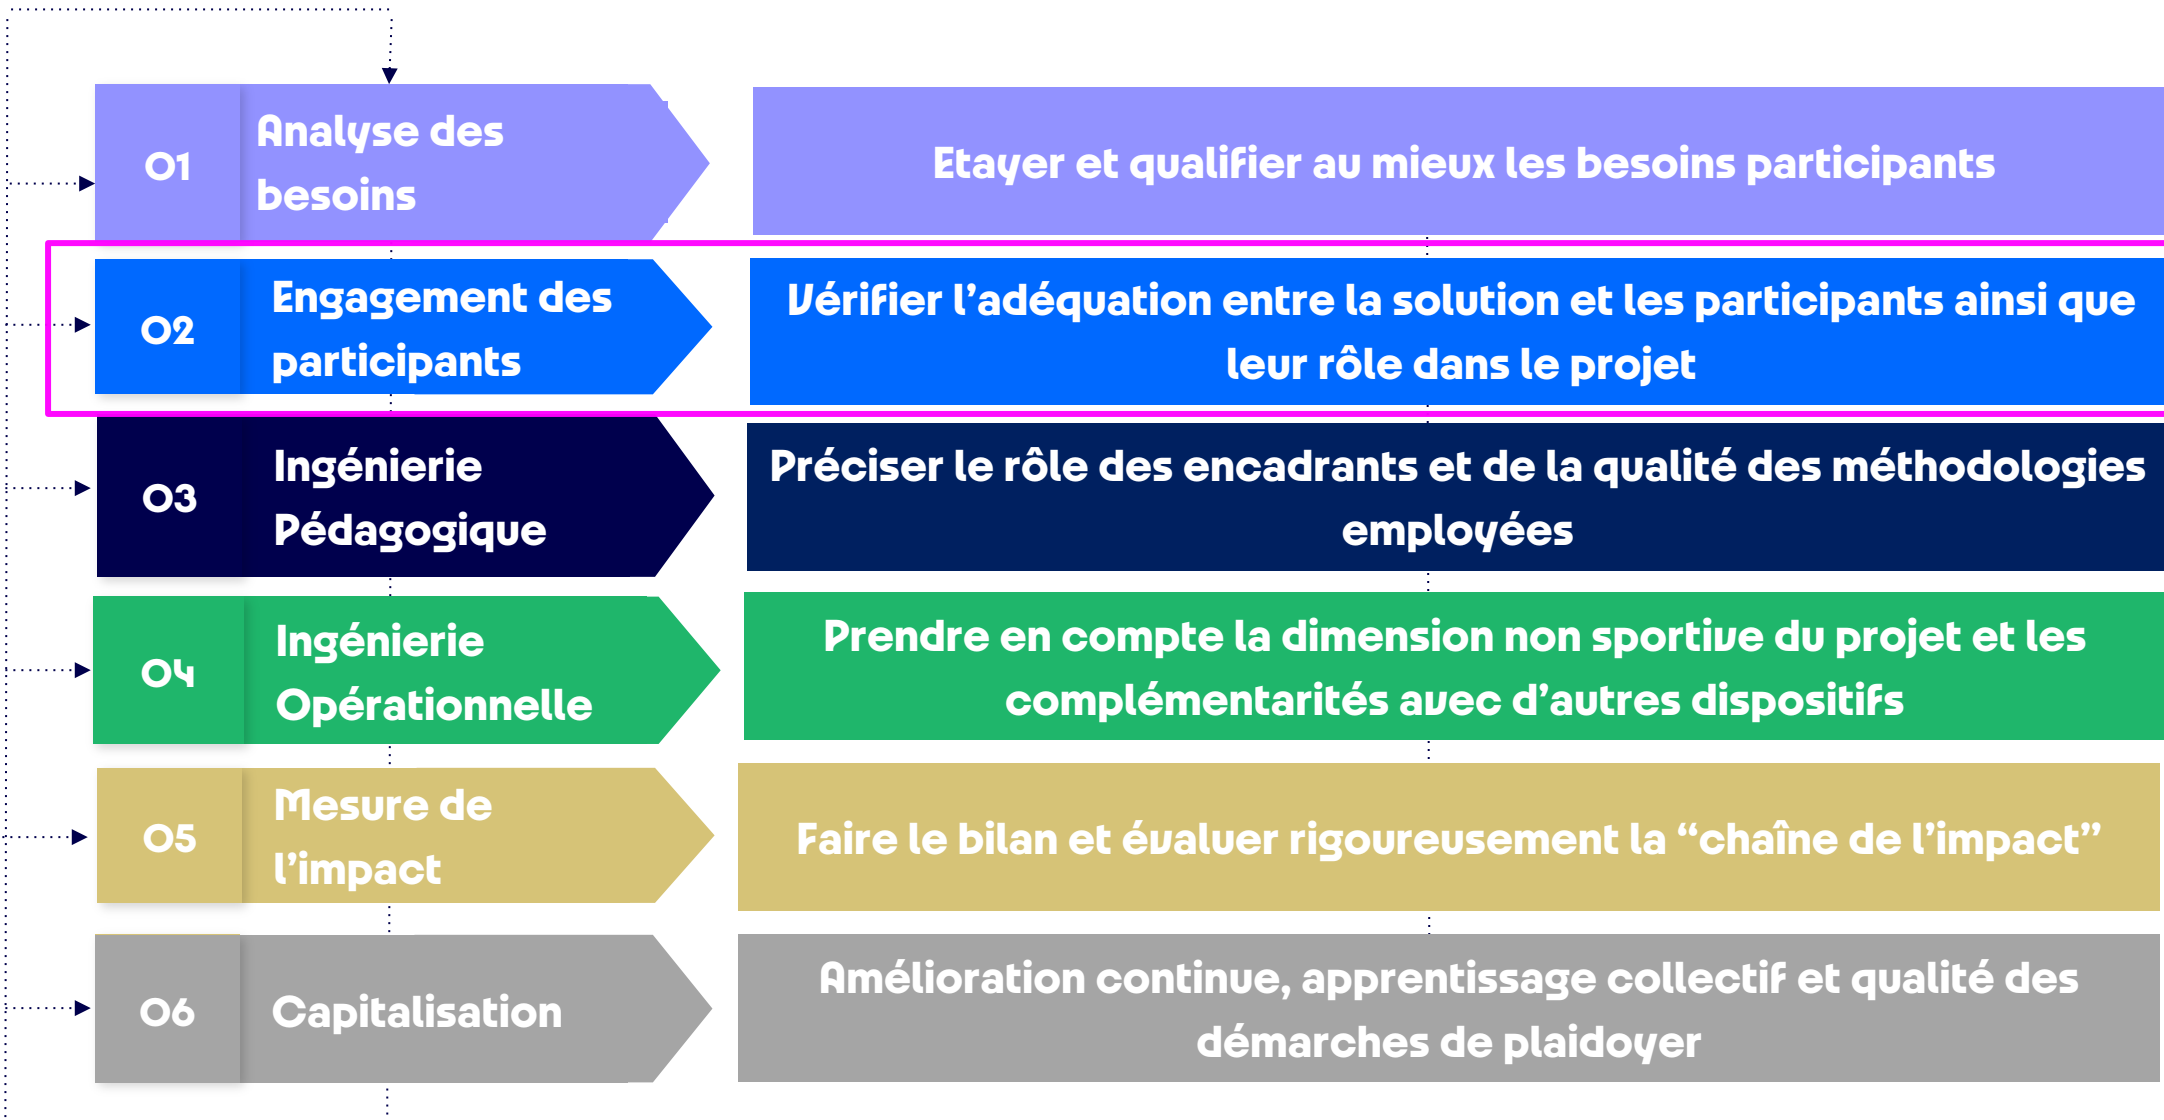 01
Analyse des
besoins
Etayer et qualifier au mieux les besoins participants
02
Engagement des
participants
Vérifier l’adéquation entre la solution et les participants ainsi que
leur rôle dans le projet
03
Ingénierie
Pédagogique
Préciser le rôle des encadrants et de la qualité des méthodologies
employées
04
Ingénierie
Opérationnelle
Prendre en compte la dimension non sportive du projet et les
complémentarités avec d’autres dispositifs
05
Mesure de
l’impact
Faire le bilan et évaluer rigoureusement la “chaîne de l’impact”
06
Capitalisation
Amélioration continue, apprentissage collectif et qualité des
démarches de plaidoyer